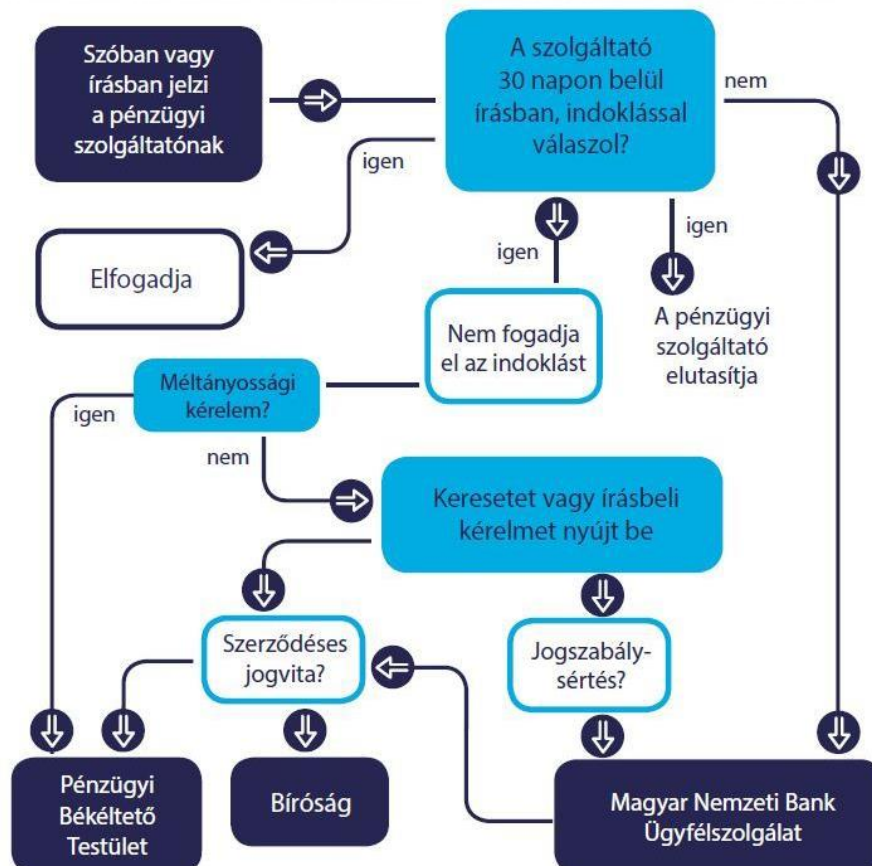 Szóban vagy
írásban jelzi
a pénzügyi
szolgáltatónak
A szolgáltató
30 napon belül
írásban, indoklással
válaszol?
nem
igen
igen
igen
Elfogadja
Nem fogadja
el az indoklást
A pénzügyi
szolgáltató
elutasítja
Méltányossági
kérelem?
igen
nem
Keresetet vagy írásbeli
kérelmet nyújt be
Szerződéses
jogvita?
Jogszabály-
sértés?
Pénzügyi
Békéltető
Testület
Bíróság
Magyar Nemzeti Bank
Ügyfélszolgálat